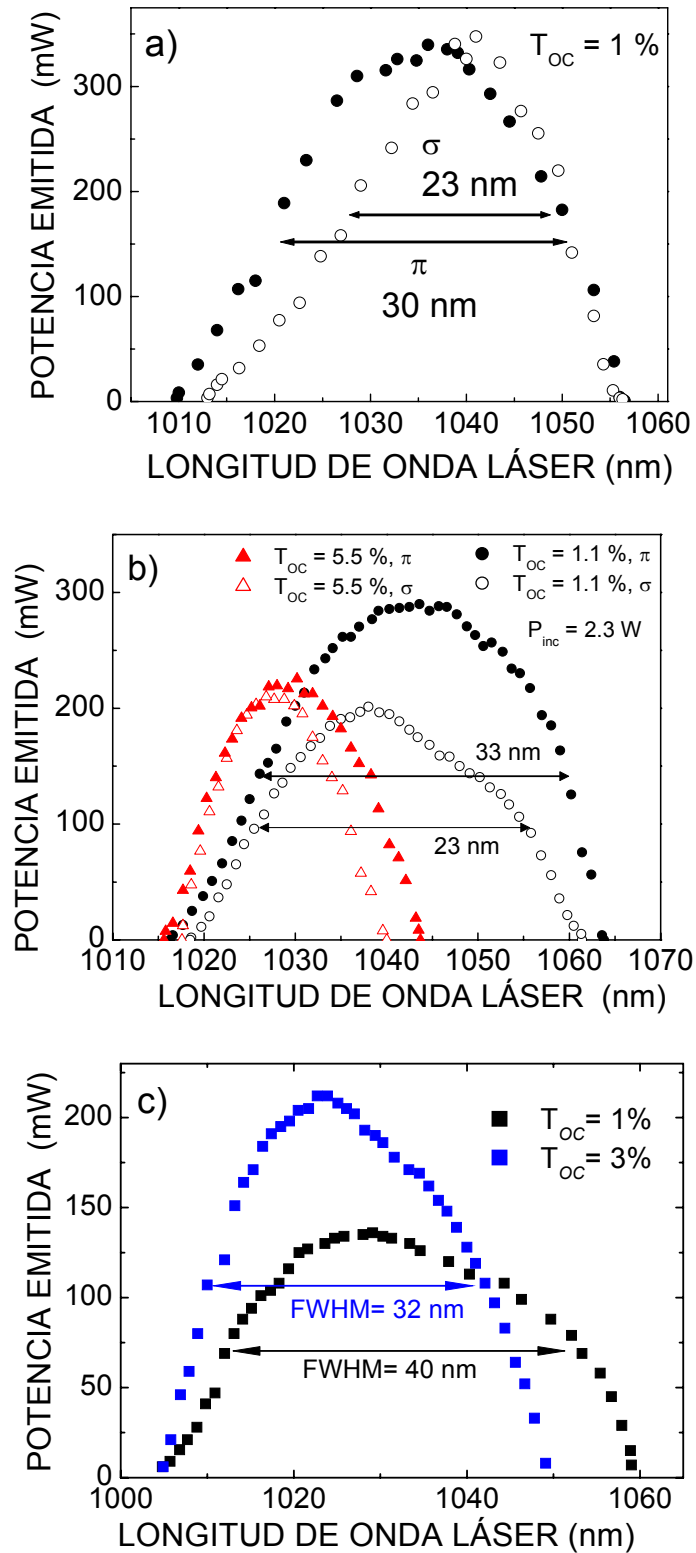 a)
T_OC = 1 %
300
200
100
0
σ
23 nm
π
30 nm
1010 1020 1030 1040 1050 1060
POTENCIA EMITIDA (mW)
LONGITUD DE ONDA LÁSER (nm)
b)
T_OC = 5.5 %, π
T_OC = 5.5 %, σ
T_OC = 1.1 %, π
T_OC = 1.1 %, σ
P_inc = 2.3 W
300
200
100
0
33 nm
23 nm
1010 1020 1030 1040 1050 1060 1070
POTENCIA EMITIDA (mW)
LONGITUD DE ONDA LÁSER (nm)
c)
T_OC = 1%
T_OC = 3%
200
150
100
50
0
FWHM= 32 nm
FWHM= 40 nm
1000 1020 1040 1060
POTENCIA EMITIDA (mW)
LONGITUD DE ONDA LÁSER (nm)